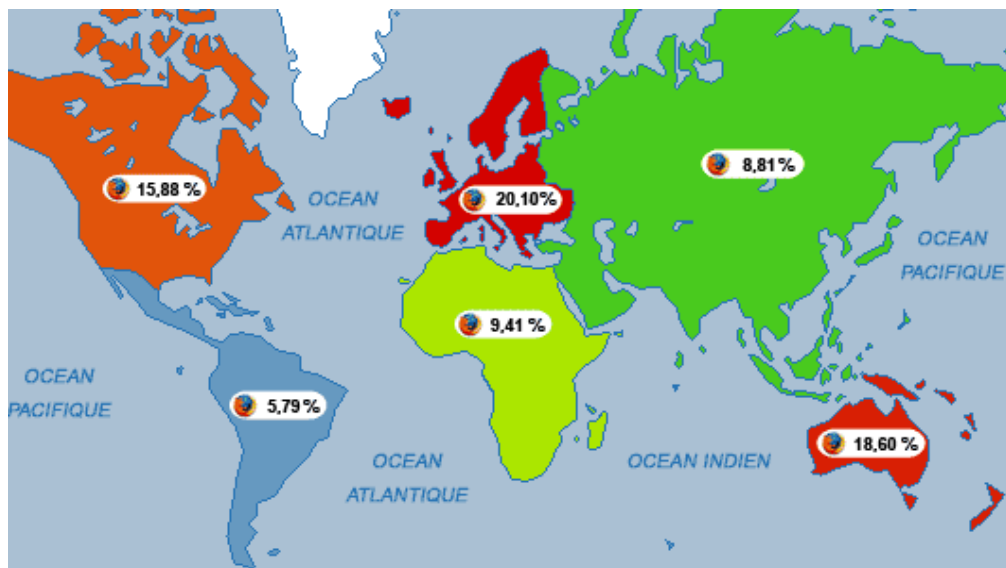 8,81 %
15,88 %
20,10%
OCEAN
ATLANTIQUE
OCEAN
PACIFIQUE
9,41 %
OCEAN
PACIFIQUE
5,79 %
18,60 %
OCEAN
ATLANTIQUE
OCEAN INDIEN